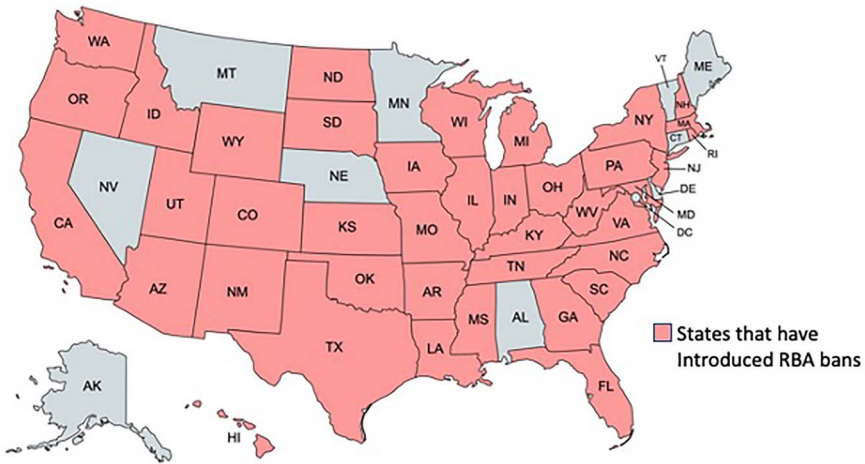 WA
MT
ND
MN
VT
ME
OR
ID
SD
WI
MI
NY
NH
MA
CT
RI
WY
NV
NE
IA
PA
NJ
UT
CO
IL
IN
OH
DE
CA
KS
MO
WV
VA
MD
KY
DC
AZ
NM
OK
AR
TN
NC
SC
MS
AL
GA
TX
LA
States that have
Introduced RBA bans
AK
FL
HI